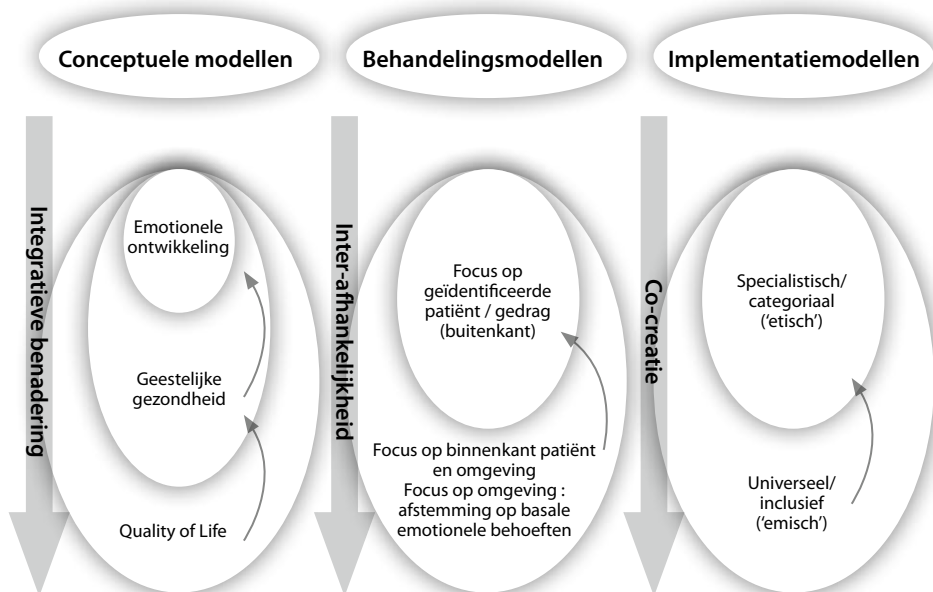 Conceptuele modellen
Behandelingsmodellen
Implementatiemodellen
Integratieve benadering
Emotionele
ontwikkeling
Geestelijke
gezondheid
Quality of Life
Inter-afhankelijkheid
Focus op
geïdentificeerde
patiënt / gedrag
(buitenkant)
Focus op binnenkant patiënt
en omgeving
Focus op omgeving :
afstemming op basale
emotionele behoeften
Co-creatie
Specialistisch/
categoriaal
('etisch')
Universeel/
inclusief
('emisch')